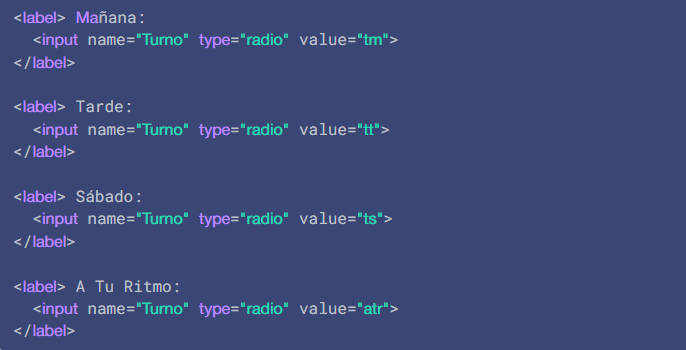 <label> Mañana:
<input name="Turno" type="radio" value="tm">
</label>
<label> Tarde:
<input name="Turno" type="radio" value="tt">
</label>
<label> Sábado:
<input name="Turno" type="radio" value="ts">
</label>
<label> A Tu Ritmo:
<input name="Turno" type="radio" value="atr">
</label>